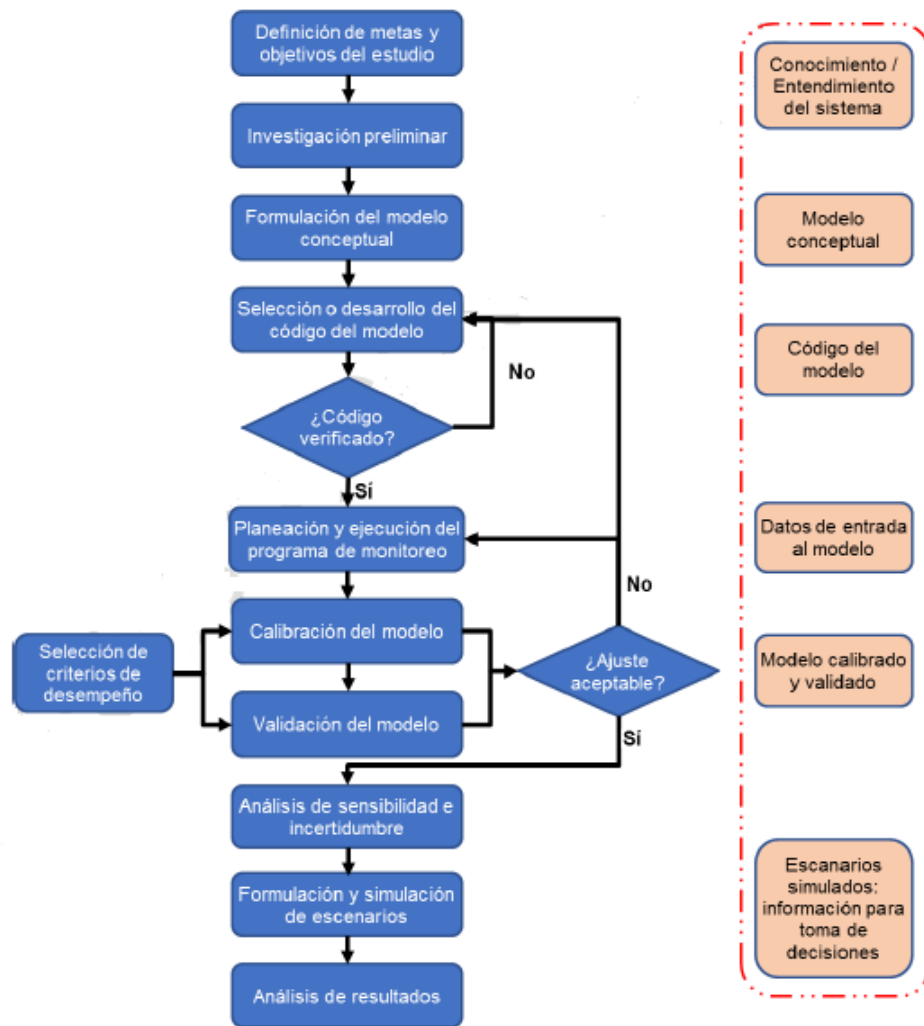 Definición de metas y
objetivos del estudio
Investigación preliminar
Formulación del modelo
conceptual
Selección o desarrollo del
código del modelo
No
¿Código
verificado?
Sí
Planeación y ejecución del
programa de monitoreo
No
Selección de
criterios de
desempeño
Calibración del modelo
Validación del modelo
¿Ajuste
aceptable?
Sí
Análisis de sensibilidad e
incertidumbre
Formulación y simulación
de escenarios
Análisis de resultados
Conocimiento /
Entendimiento
del sistema
Modelo
conceptual
Código del
modelo
Datos de entrada
al modelo
Modelo calibrado
y validado
Escanarios
simulados:
información para
toma de
decisiones